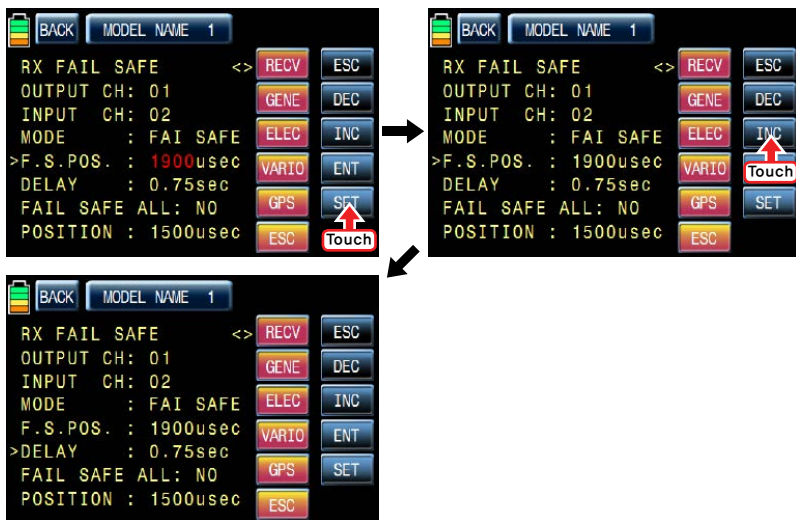 BACK MODEL NAME 1
RX FAIL SAFE <> RECV ESC
OUTPUT CH: 01 GENE DEC
INPUT CH: 02
MODE : FAI SAFE ELEC INC
>F.S.POS. : 1900usec VARIO ENT
DELAY : 0.75sec
FAIL SAFE ALL: NO GPS SET
POSITION : 1500usec ESC Touch
BACK MODEL NAME 1
RX FAIL SAFE <> RECV ESC
OUTPUT CH: 01 GENE DEC
INPUT CH: 02
MODE : FAI SAFE ELEC INC
>F.S.POS. : 1900usec VARIO Touch
DELAY : 0.75sec
FAIL SAFE ALL: NO GPS SET
POSITION : 1500usec ESC
BACK MODEL NAME 1
RX FAIL SAFE <> RECV ESC
OUTPUT CH: 01 GENE DEC
INPUT CH: 02
MODE : FAI SAFE ELEC INC
F.S.POS. : 1900usec VARIO ENT
>DELAY : 0.75sec
FAIL SAFE ALL: NO GPS SET
POSITION : 1500usec ESC